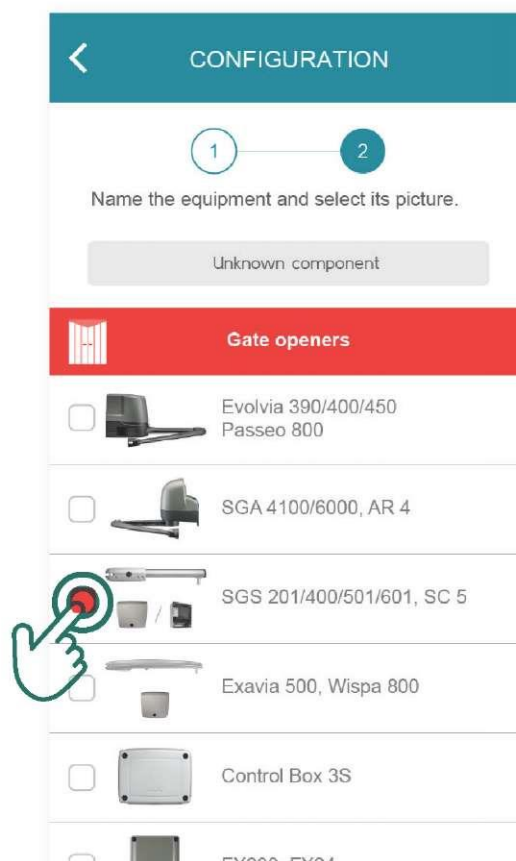 CONFIGURATION
1
2
Name the equipment and select its picture.
Unknown component
Gate openers
Evolvia 390/400/450
Passeo 800
SGA 4100/6000, AR 4
SGS 201/400/501/601, SC 5
Exavia 500, Wispa 800
Control Box 3S